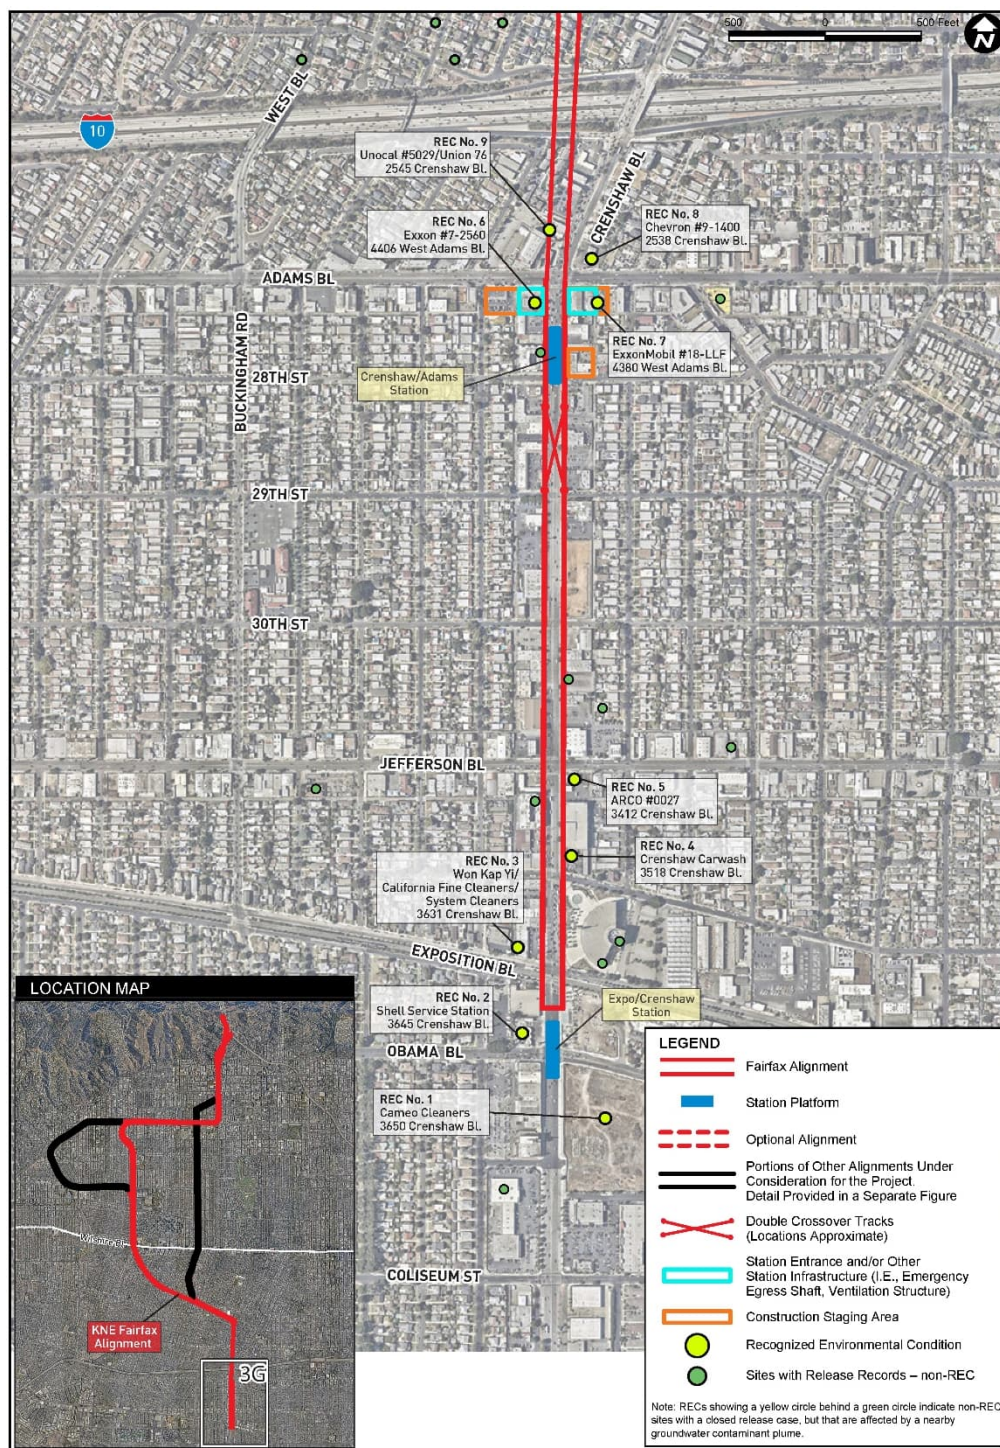 500 0 500 Feet
N
WEST BL
10
REC No. 9
Unocal #5029/Union 76
2545 Crenshaw Bl.
CRENSHAW BL
REC No. 6
Exxon #7-2560
4406 West Adams Bl.
REC No. 8
Chevron #9-1400
2538 Crenshaw Bl.
ADAMS BL
BUCKINGHAM RD
REC No. 7
ExxonMobil #18-LLF
4380 West Adams Bl.
Crenshaw/Adams
Station
28TH ST
29TH ST
30TH ST
JEFFERSON BL
REC No. 5
ARCO #0027
3412 Crenshaw Bl.
REC No. 4
Crenshaw Carwash
3518 Crenshaw Bl.
REC No. 3
Won Kap Yi/
California Fine Cleaners/
System Cleaners
3631 Crenshaw Bl.
EXPOSITION BL
REC No. 2
Shell Service Station
3645 Crenshaw Bl.
Expo/Crenshaw
Station
OBAMA BL
REC No. 1
Cameo Cleaners
3650 Crenshaw Bl.
COLISEUM ST
LOCATION MAP
Wilshire Bl
KNE Fairfax
Alignment
3G
LEGEND
Fairfax Alignment
Station Platform
Optional Alignment
Portions of Other Alignments Under
Consideration for the Project.
Detail Provided in a Separate Figure
Double Crossover Tracks
(Locations Approximate)
Station Entrance and/or Other
Station Infrastructure (I.E., Emergency
Egress Shaft, Ventilation Structure)
Construction Staging Area
Recognized Environmental Condition
Sites with Release Records – non-REC
Note: RECs showing a yellow circle behind a green circle indicate non-REC
sites with a closed release case, but that are affected by a nearby
groundwater contaminant plume.